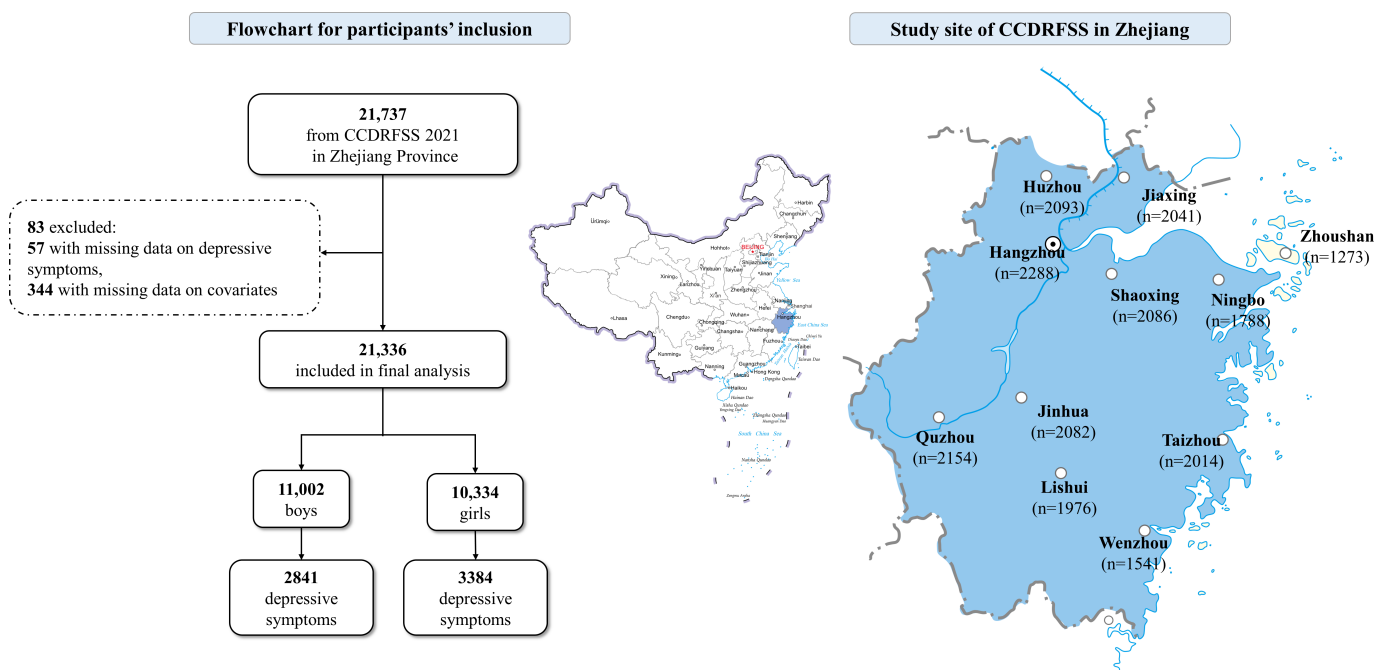 Flowchart for participants’ inclusion
21,737
from CCDRFSS 2021
in Zhejiang Province
83 excluded:
57 with missing data on depressive
symptoms,
344 with missing data on covariates
21,336
included in final analysis
11,002
boys
10,334
girls
2841
depressive
symptoms
3384
depressive
symptoms
Harbin
Changchun
Ürümqi
Shenyang
Hohhot
BEIJING
Tianjin
Shijiazhuang
Yinchuan
Taiyuan
Jinan
Xining
Lanzhou
Yellow Sea
Zhengzhou
Xi'an
Nanjing
Hefei
Shanghai
Lhasa
Chengdu
Wuhan
Hangzhou
Chongqing
East China Sea
Changsha
Nanchang
Guiyang
Fuzhou
Taibei
Kunming
Taiwan Dao
Guangzhou
Nanning
Hong Kong
Macau
Haikou
Hainan Dao
South China Sea
Study site of CCDRFSS in Zhejiang
Huzhou
(n=2093)
Jiaxing
(n=2041)
Hangzhou
(n=2288)
Zhoushan
(n=1273)
Shaoxing
(n=2086)
Ningbo
(n=1788)
Jinhua
(n=2082)
Quzhou
(n=2154)
Taizhou
(n=2014)
Lishui
(n=1976)
Wenzhou
(n=1541)